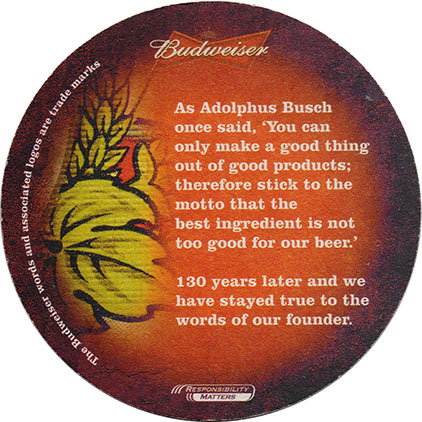 Budweiser
As Adolphus Busch
once said, ‘You can
only make a good thing
out of good products;
therefore stick to the
motto that the
best ingredient is not
too good for our beer.’
130 years later and we
have stayed true to the
words of our founder.
RESPONSIBILITY
MATTERS
The Budweiser words and associated logos are trade marks